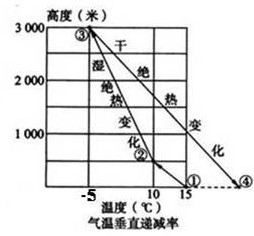 高度（米）
3 000
2 000
1 000
③
干绝热变化
湿绝热变化
②
①
④
-5
10
15
温度（℃）
气温垂直递减率